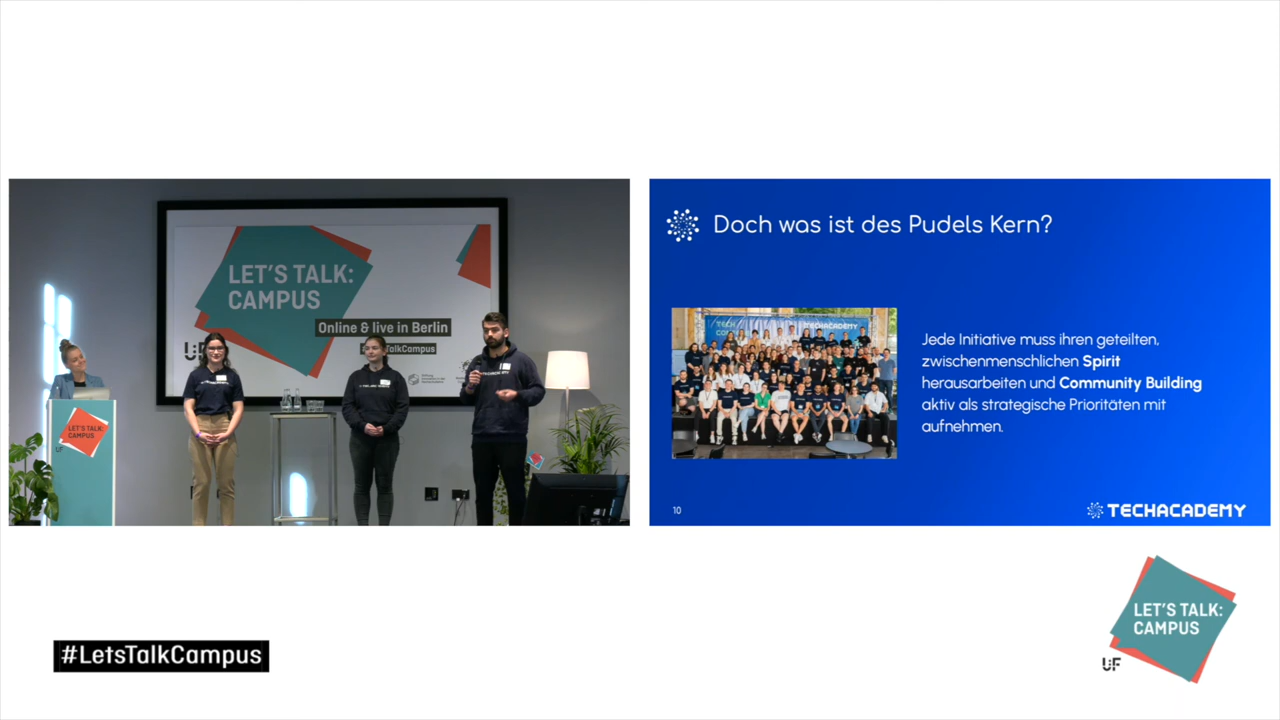 LET'S TALK:
CAMPUS
Online & live in Berlin
TalkCampus
LET'S TALK:
CAMPUS
UF
Doch was ist des Pudels Kern?
TECHACADEMY
Jede Initiative muss ihren geteilten,
zwischenmenschlichen Spirit
herausarbeiten und Community Building
aktiv als strategische Prioritäten mit
aufnehmen.
10
TECHACADEMY
#LetsTalkCampus
LET'S TALK:
CAMPUS
U:F